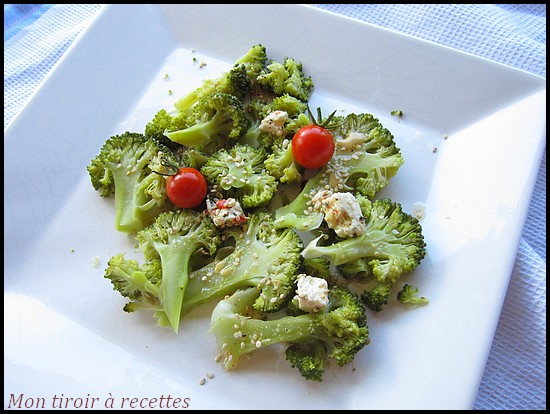 Mon tiroir à recettes